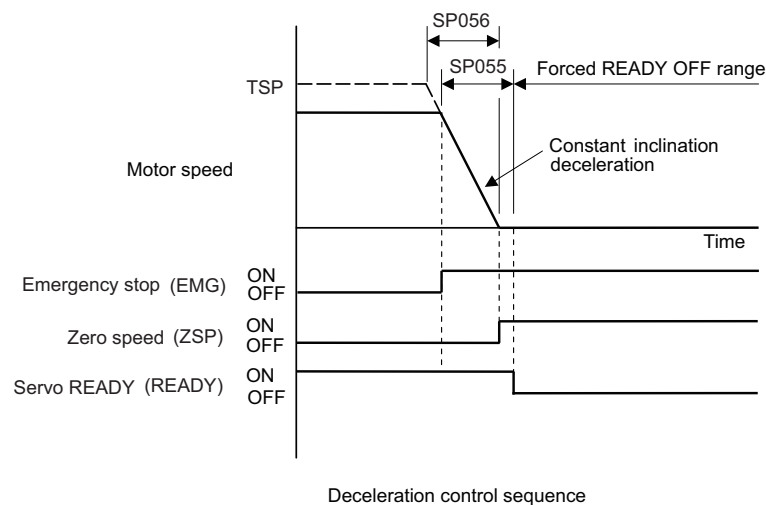 SP056
SP055
Forced READY OFF range
TSP
Constant inclination
deceleration
Motor speed
Time
Emergency stop (EMG)
ON
OFF
Zero speed (ZSP)
ON
OFF
Servo READY (READY)
ON
OFF
Deceleration control sequence